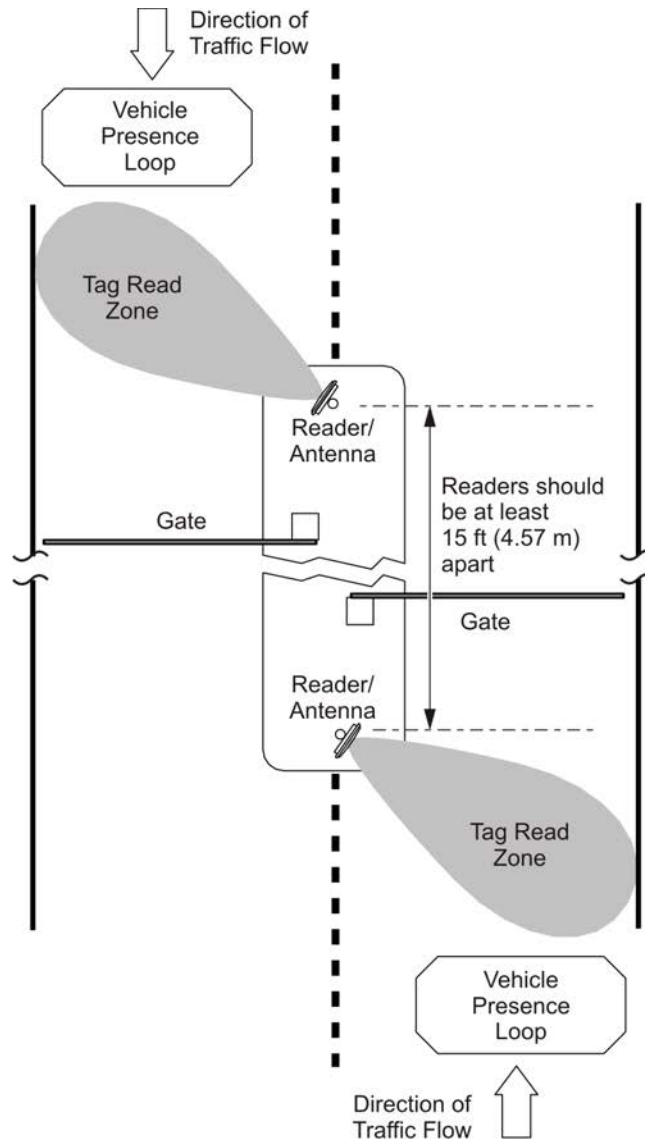 Direction of
Traffic Flow
Vehicle
Presence
Loop
Tag Read
Zone
Reader/
Antenna
Readers should
be at least
15 ft (4.57 m)
apart
Gate
Gate
Reader/
Antenna
Tag Read
Zone
Vehicle
Presence
Loop
Direction of
Traffic Flow